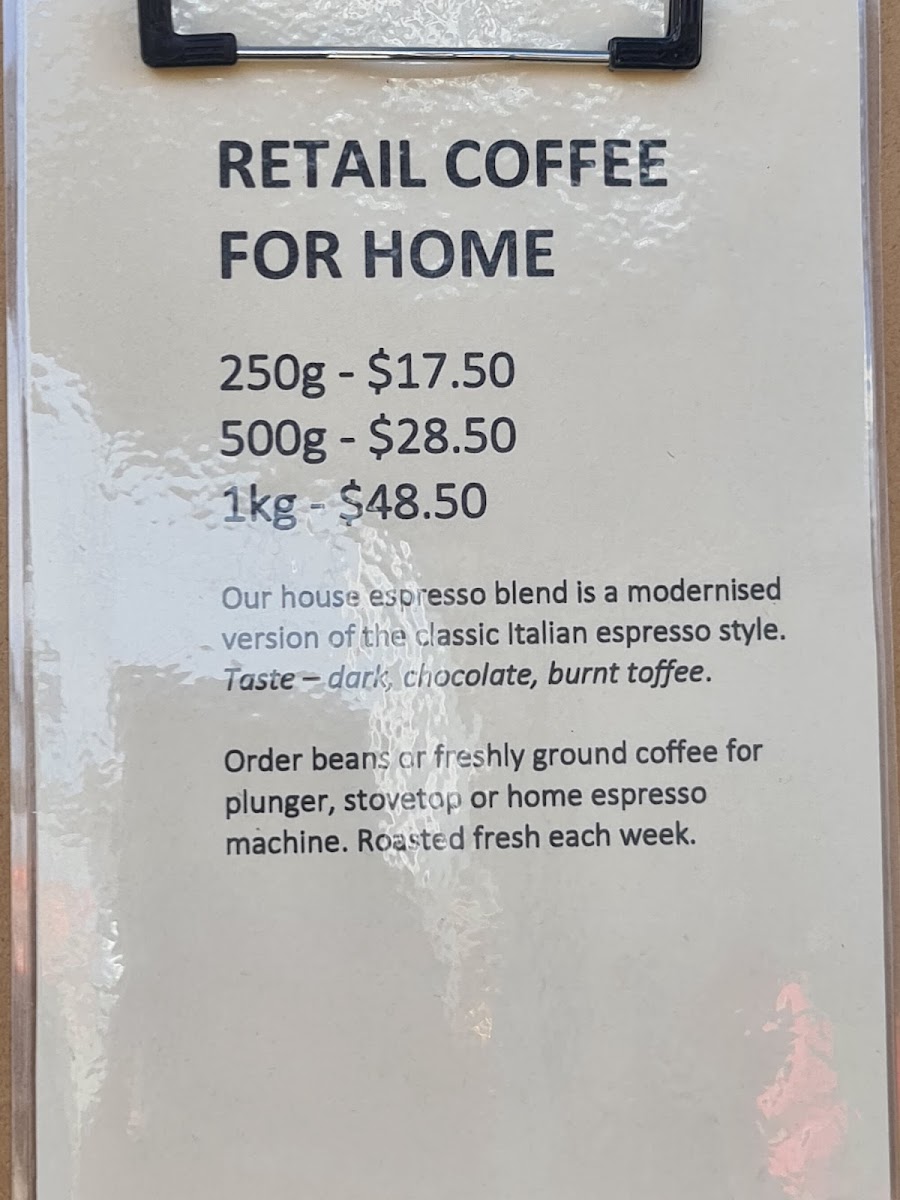 RETAIL COFFEE
FOR HOME
250g - $17.50
500g - $28.50
1kg - $48.50
Our house espresso blend is a modernised
version of the classic Italian espresso style.
Taste – dark, chocolate, burnt toffee.
Order beans or freshly ground coffee for
plunger, stovetop or home espresso
machine. Roasted fresh each week.